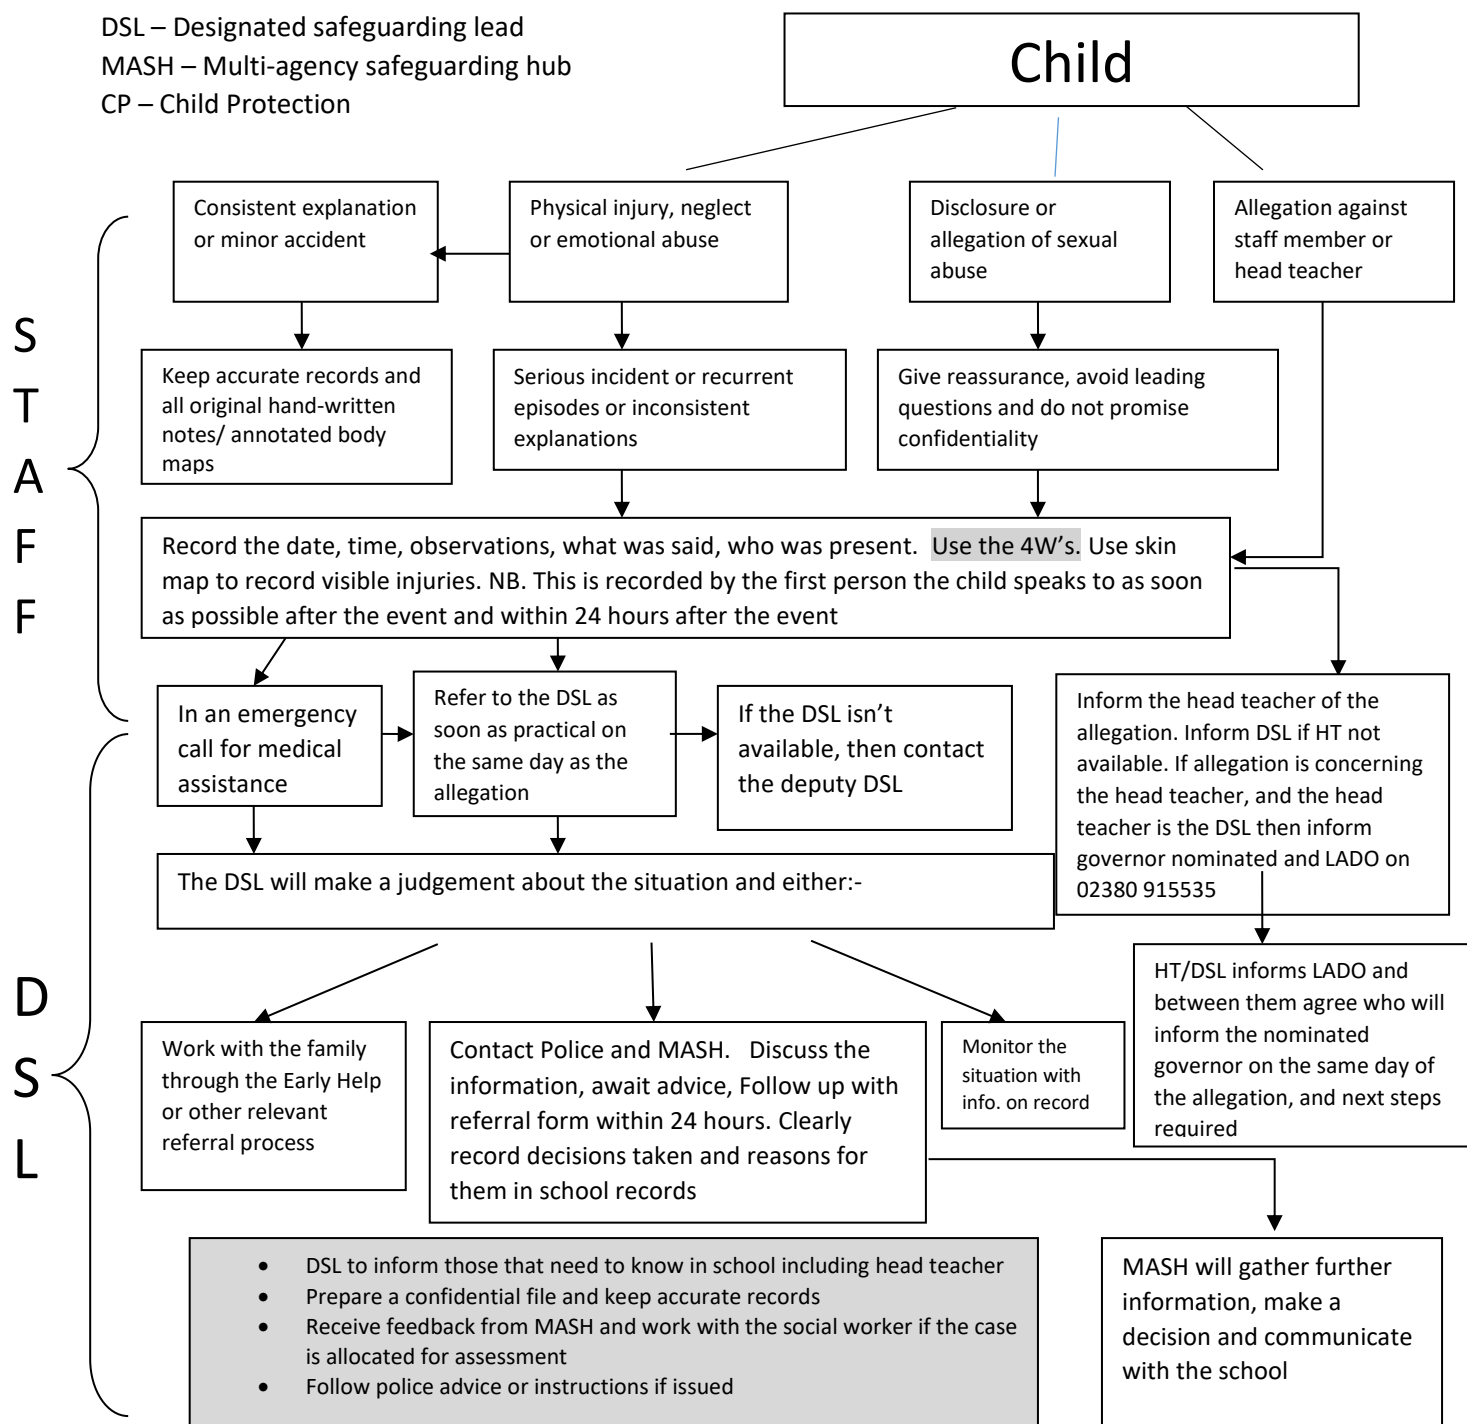 DSL – Designated safeguarding lead
MASH – Multi-agency safeguarding hub
CP – Child Protection
Child
Consistent explanation
or minor accident
Physical injury, neglect
or emotional abuse
Disclosure or
allegation of sexual
abuse
Allegation against
staff member or
head teacher
S
T
A
F
F
Keep accurate records and
all original hand-written
notes/ annotated body
maps
Serious incident or recurrent
episodes or inconsistent
explanations
Give reassurance, avoid leading
questions and do not promise
confidentiality
Record the date, time, observations, what was said, who was present. Use the 4W's. Use skin
map to record visible injuries. NB. This is recorded by the first person the child speaks to as soon
as possible after the event and within 24 hours after the event
In an emergency
call for medical
assistance
Refer to the DSL as
soon as practical on
the same day as the
allegation
If the DSL isn't
available, then contact
the deputy DSL
Inform the head teacher of the
allegation. Inform DSL if HT not
available. If allegation is concerning
the head teacher, and the head
teacher is the DSL then inform
governor nominated and LADO on
02380 915535
The DSL will make a judgement about the situation and either:-
D
S
L
Work with the family
through the Early Help
or other relevant
referral process
Contact Police and MASH. Discuss the
information, await advice, Follow up with
referral form within 24 hours. Clearly
record decisions taken and reasons for
them in school records
Monitor the
situation with
info. on record
HT/DSL informs LADO and
between them agree who will
inform the nominated
governor on the same day of
the allegation, and next steps
required
• DSL to inform those that need to know in school including head teacher
• Prepare a confidential file and keep accurate records
• Receive feedback from MASH and work with the social worker if the case
is allocated for assessment
• Follow police advice or instructions if issued
MASH will gather further
information, make a
decision and communicate
with the school